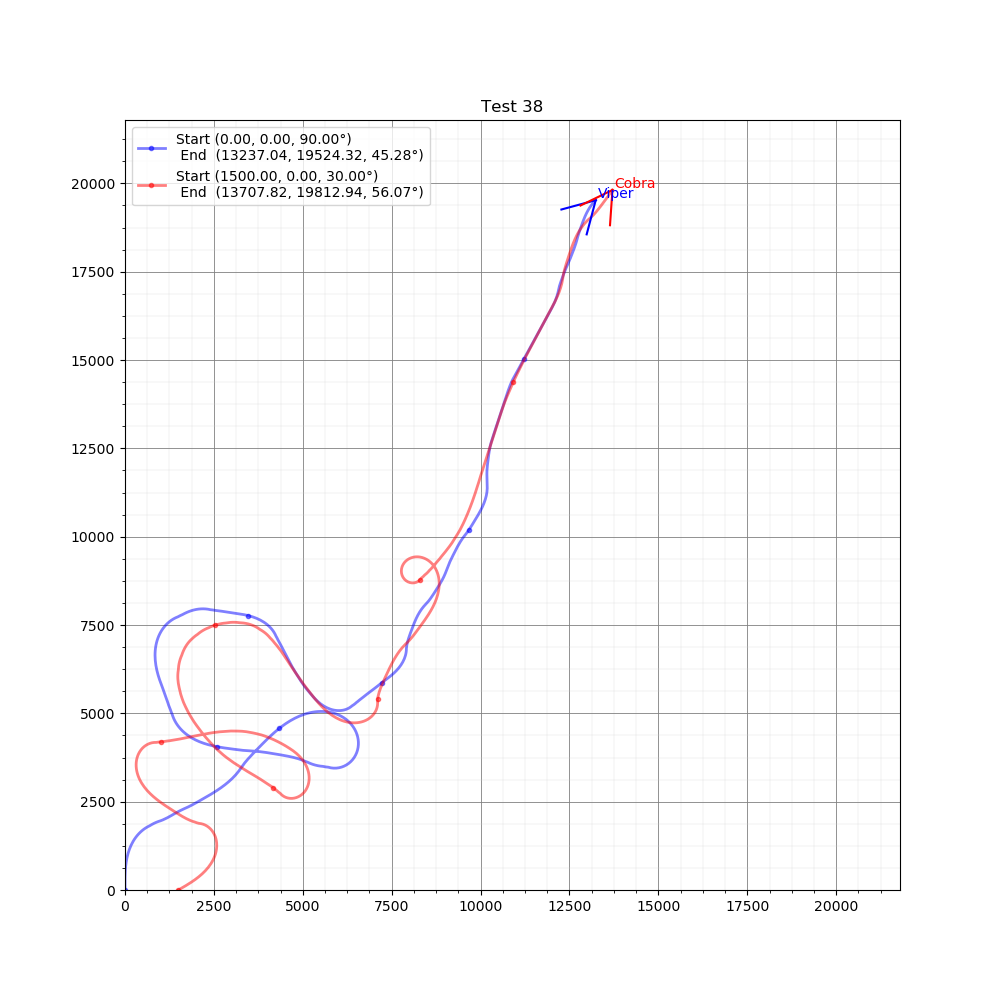 Test 38
Start (0.00, 0.00, 90.00°)
End (13237.04, 19524.32, 45.28°)
Start (1500.00, 0.00, 30.00°)
End (13707.82, 19812.94, 56.07°)
Cobra
Viper
20000
17500
15000
12500
10000
7500
5000
2500
0
0 2500 5000 7500 10000 12500 15000 17500 20000